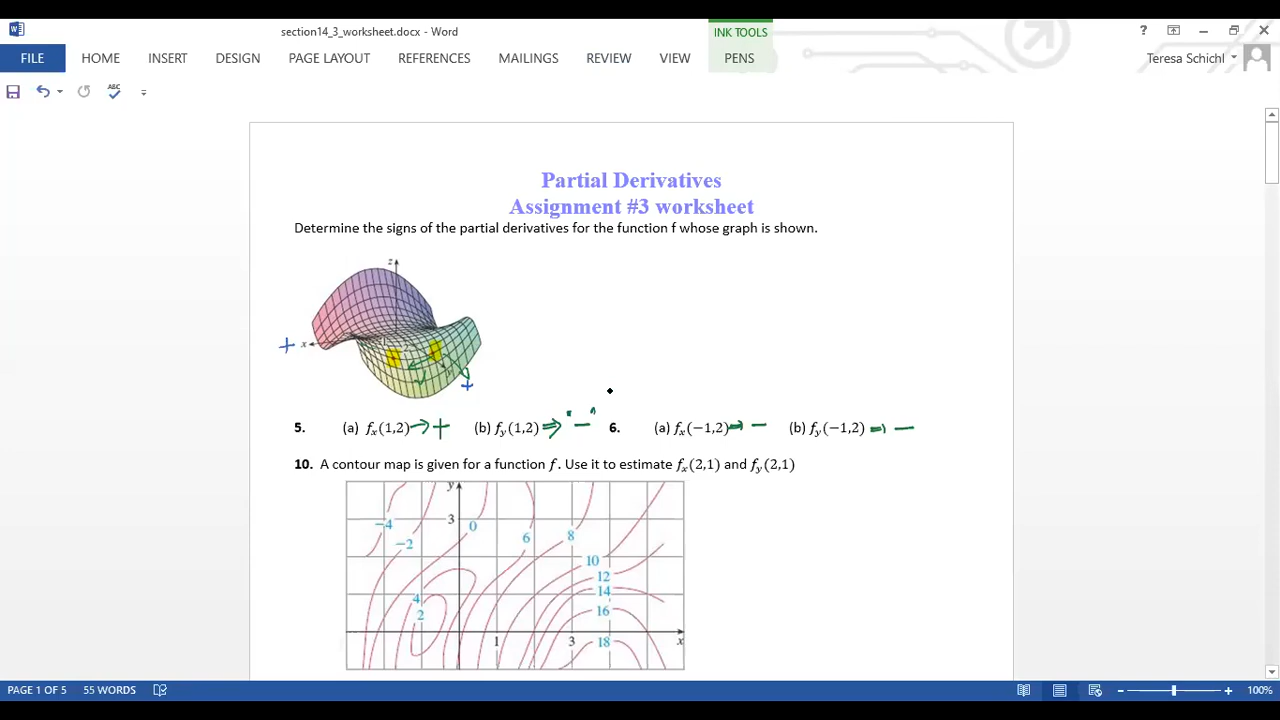 section14_3_worksheet.docx - Word
INK TOOLS
?
FILE HOME INSERT DESIGN PAGE LAYOUT REFERENCES MAILINGS REVIEW VIEW PENS
Teresa Schichl
ABC
Partial Derivatives
Assignment #3 worksheet
Determine the signs of the partial derivatives for the function f whose graph is shown.
z
+ x
y
+
5. (a) fₓ(1,2) → + (b) fᵧ(1,2) ⇒ "−" 6. (a) fₓ(−1,2) ⇒ − (b) fᵧ(−1,2) ⇒ −
10. A contour map is given for a function f. Use it to estimate fₓ(2,1) and fᵧ(2,1)
y
3
−4 0
−2 6 8
10
12
4 14
2 16
1 3 18 x
PAGE 1 OF 5 55 WORDS
100%